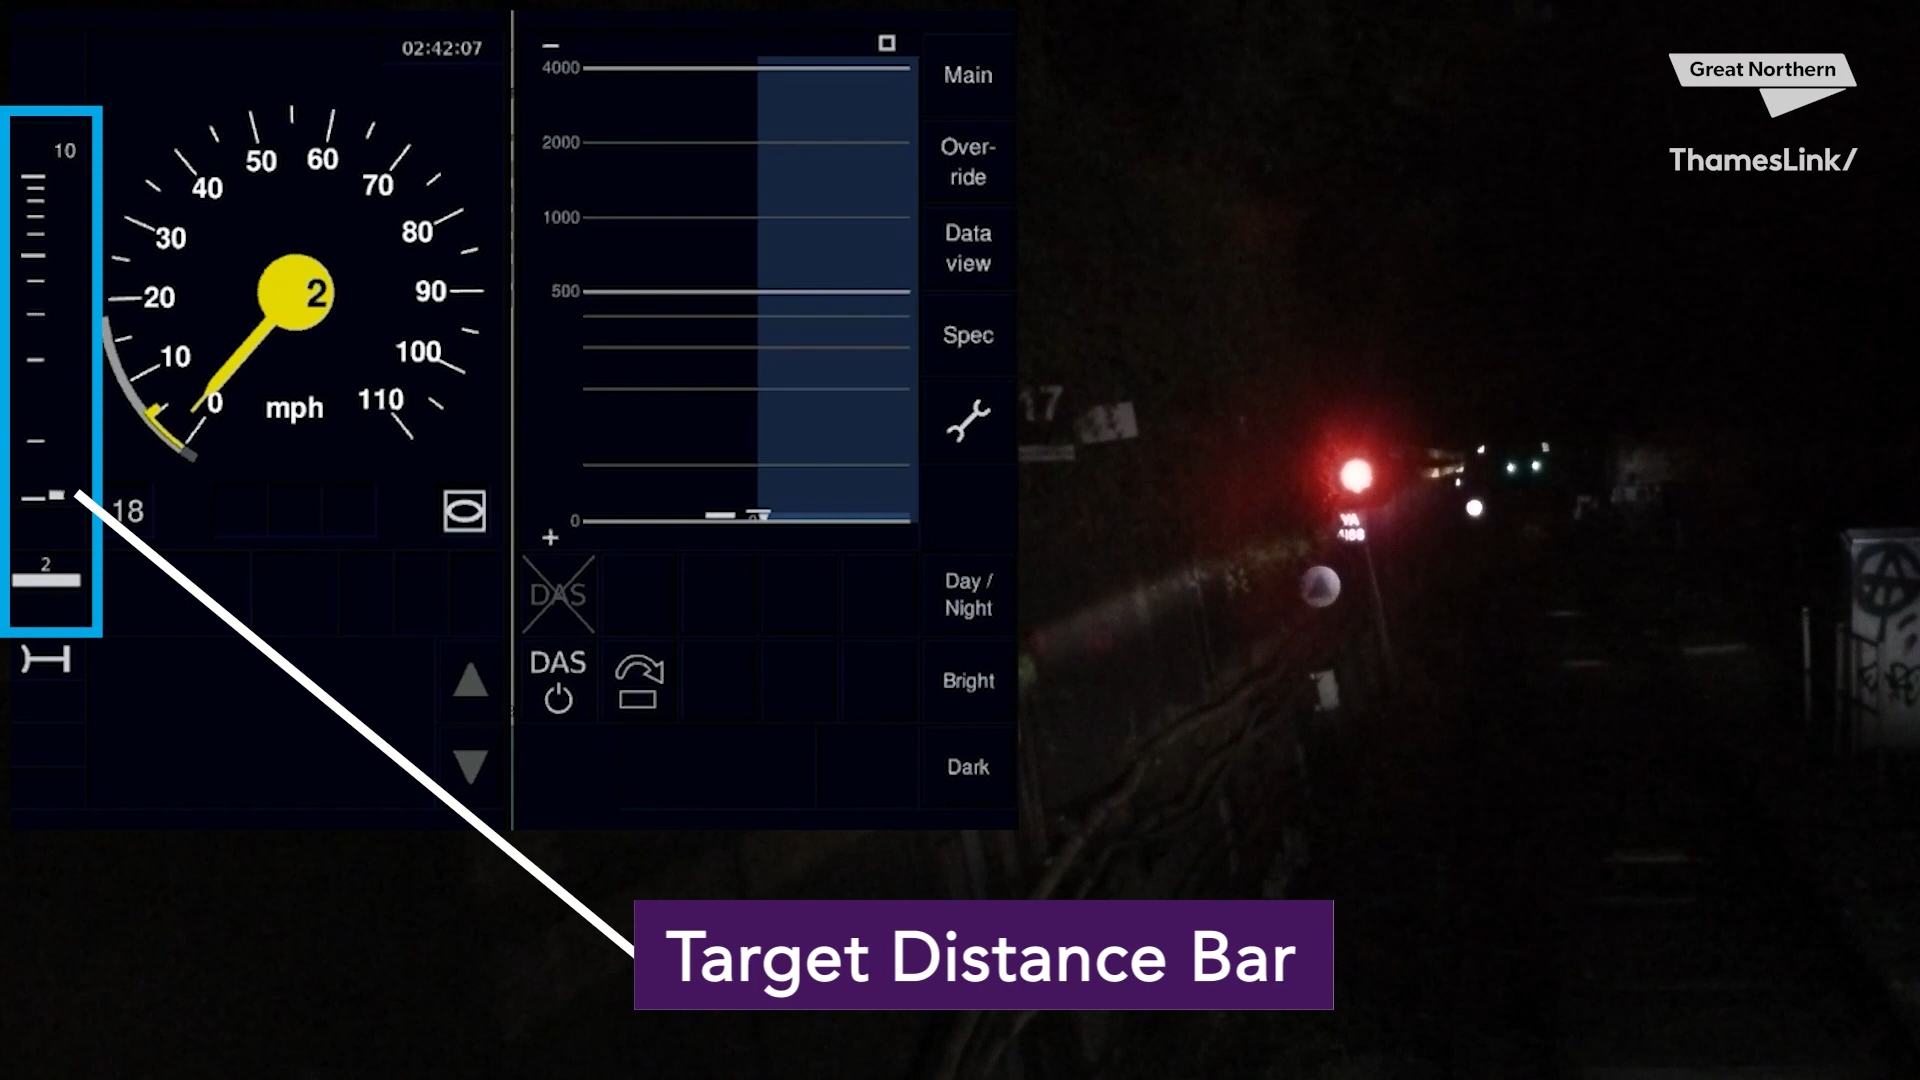 02:42:07
10
50
60
40
70
30
80
20
90
10
100
0
110
mph
2
18
2
4000
2000
1000
500
0
DAS
DAS
Main
Over-
ride
Data
view
Spec
Day /
Night
Bright
Dark
Great Northern
ThamesLink/
17
YA
Target Distance Bar